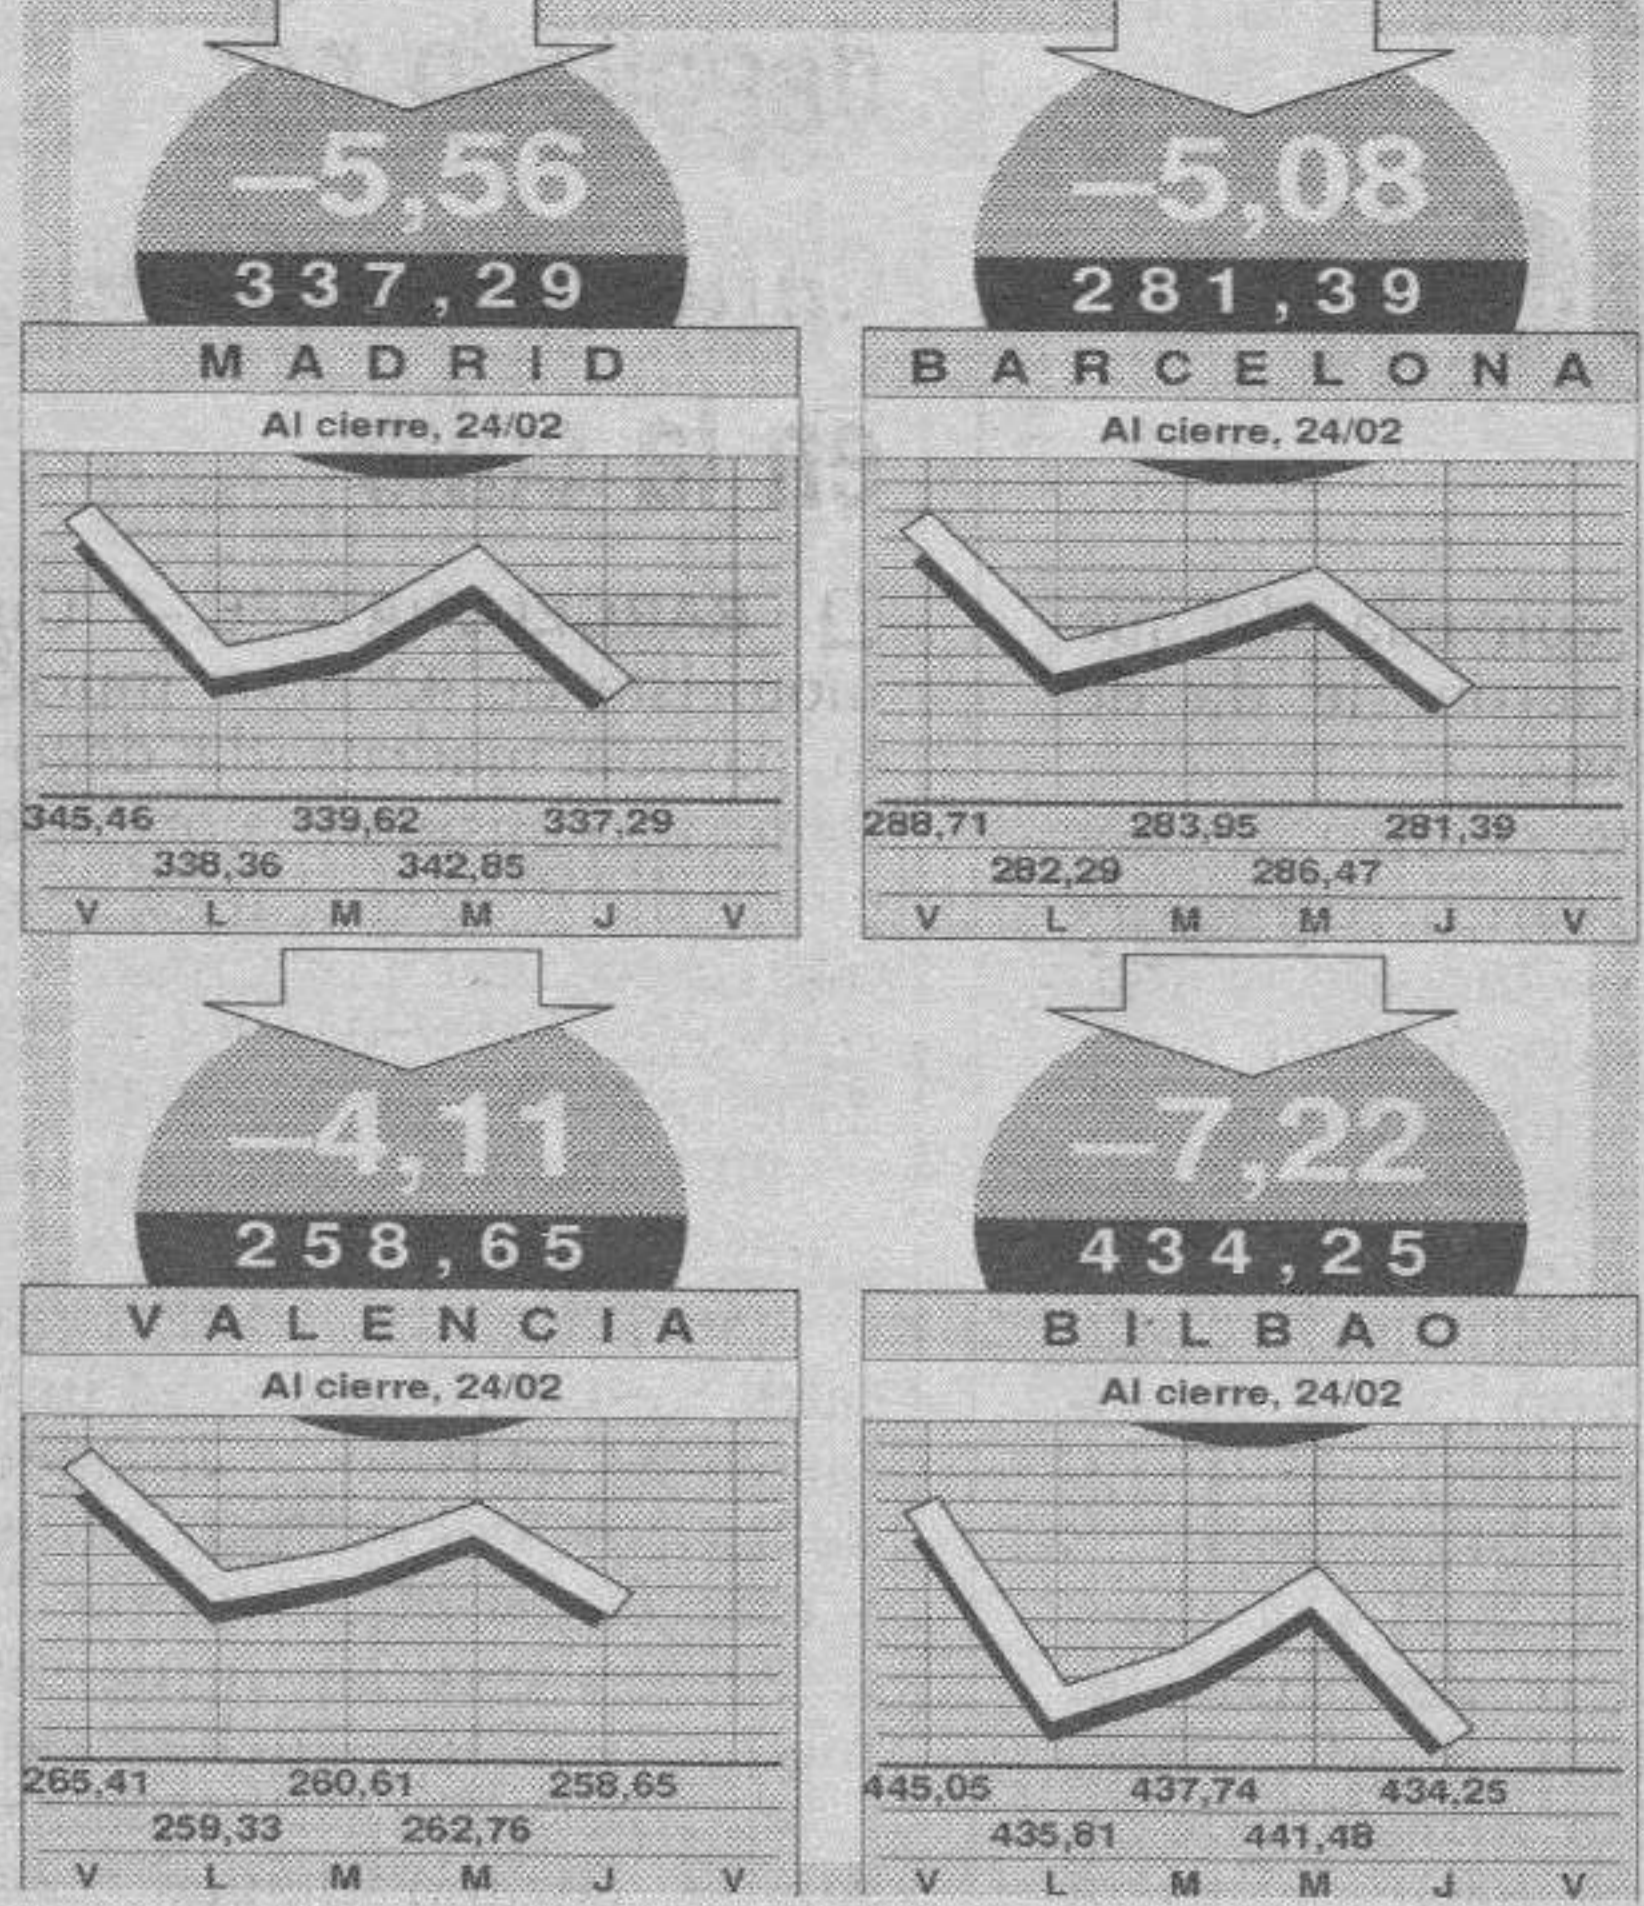 –5,56
337,29
MADRID
Al cierre, 24/02
345,46 339,62 337,29
338,36 342,85
V L M M J V
–5,08
281,39
BARCELONA
Al cierre, 24/02
288,71 283,95 281,39
282,29 286,47
V L M M J V
–4,11
258,65
VALENCIA
Al cierre, 24/02
265,41 260,61 258,65
259,33 262,76
V L M M J V
–7,22
434,25
BILBAO
Al cierre, 24/02
445,05 437,74 434,25
435,81 441,48
V L M M J V